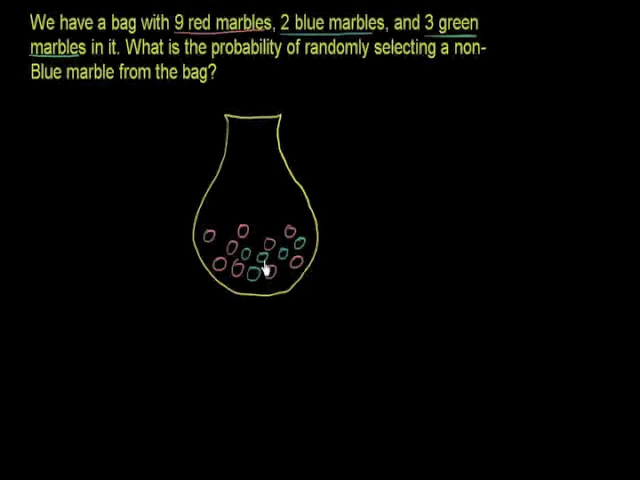 We have a bag with 9 red marbles, 2 blue marbles, and 3 green
marbles in it. What is the probability of randomly selecting a non-
Blue marble from the bag?